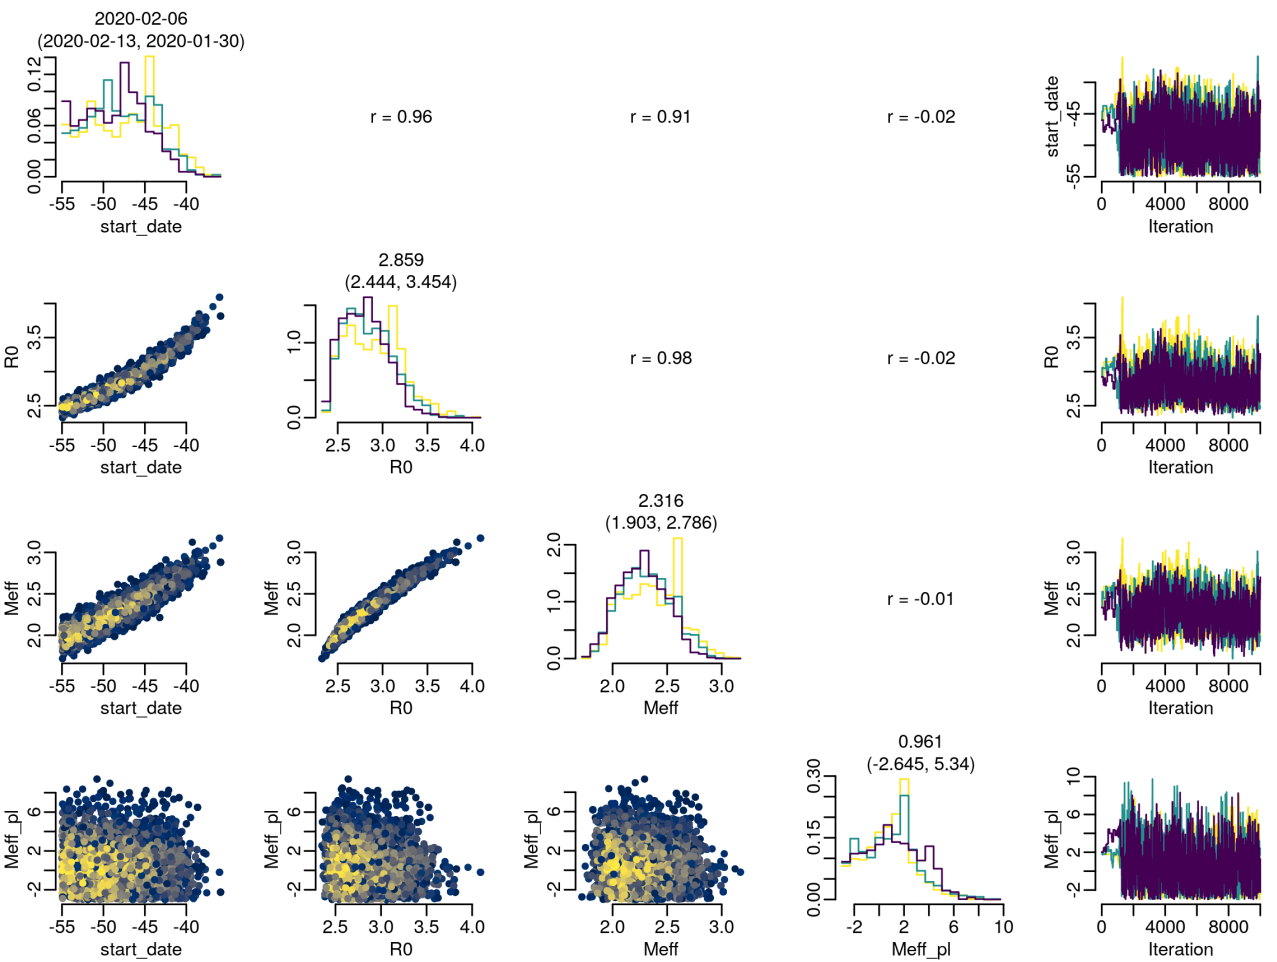 2020-02-06
(2020-02-13, 2020-01-30)
0.00 0.06 0.12
-55 -50 -45 -40
start_date
r = 0.96
r = 0.91
r = -0.02
start_date
-55 -45
0 4000 8000
Iteration
R0
2.5 3.5
-55 -50 -45 -40
start_date
2.859
(2.444, 3.454)
0.0 1.0
2.5 3.0 3.5 4.0
R0
r = 0.98
r = -0.02
R0
2.5 3.5
0 4000 8000
Iteration
Meff
2.0 2.5 3.0
-55 -50 -45 -40
start_date
Meff
2.0 2.5 3.0
2.5 3.0 3.5 4.0
R0
2.316
(1.903, 2.786)
0.0 1.0 2.0
2.0 2.5 3.0
Meff
r = -0.01
Meff
2.0 2.5 3.0
0 4000 8000
Iteration
Meff_pl
-2 2 6
-55 -50 -45 -40
start_date
Meff_pl
-2 2 6
2.5 3.0 3.5 4.0
R0
Meff_pl
-2 2 6
2.0 2.5 3.0
Meff
0.961
(-2.645, 5.34)
0.00 0.15 0.30
-2 2 6 10
Meff_pl
Meff_pl
-2 2 6 10
0 4000 8000
Iteration